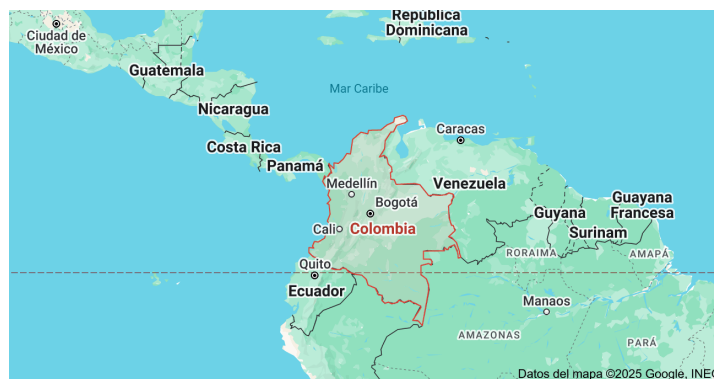 República
Dominicana
Ciudad de
México
Guatemala
Mar Caribe
Nicaragua
Caracas
Costa Rica
Panamá
Medellín
Venezuela
Bogotá
Guayana
Francesa
Guyana
Cali
Colombia
Surinam
RORAIMA
AMAPÁ
Quito
Ecuador
Manaos
AMAZONAS
PARÁ
Datos del mapa ©2025 Google, INEG